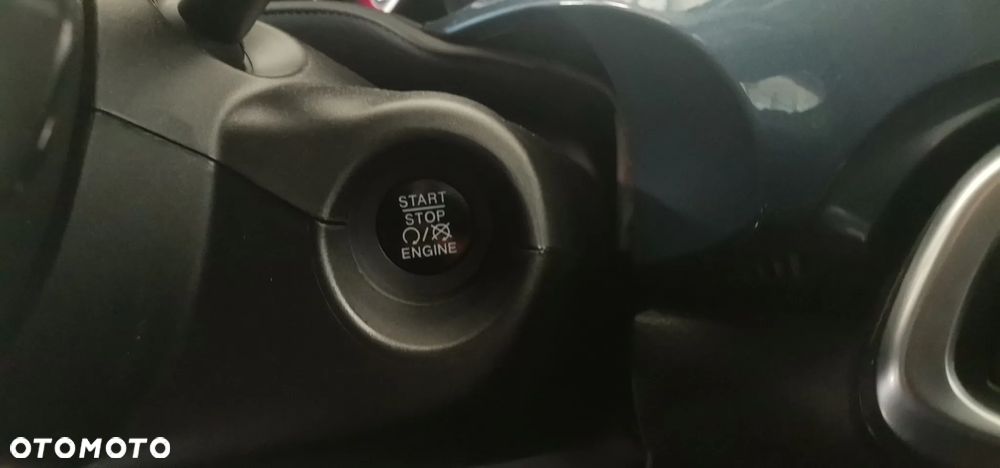 START
STOP
/
ENGINE
OTOMOTO